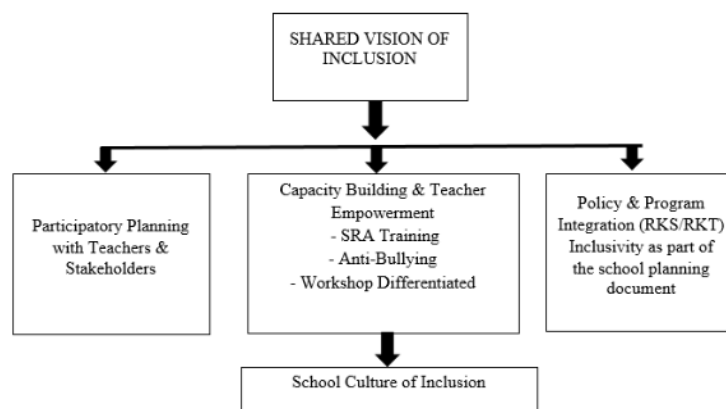 SHARED VISION OF
INCLUSION
Participatory Planning
with Teachers &
Stakeholders
Capacity Building & Teacher
Empowerment
- SRA Training
- Anti-Bullying
- Workshop Differentiated
Policy & Program
Integration (RKS/RKT)
Inclusivity as part of
the school planning
document
School Culture of Inclusion